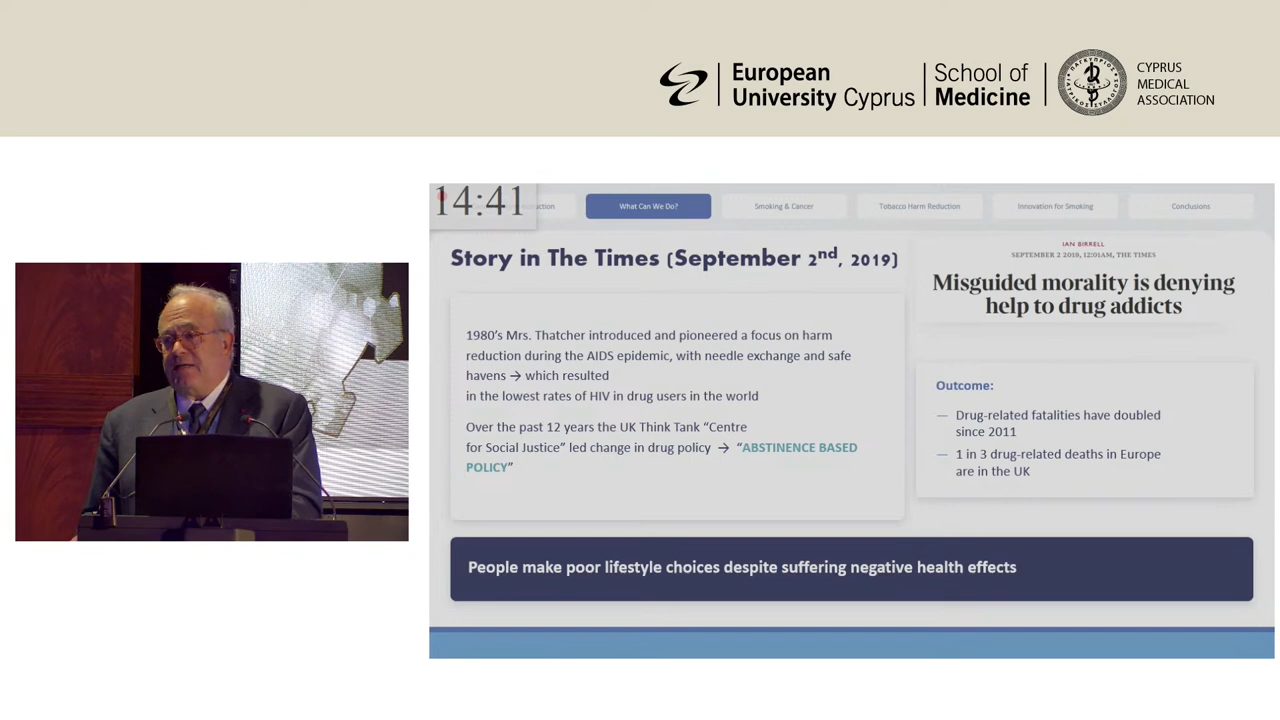 European
University Cyprus
School of
Medicine
ΠΑΓΚΥΠΡΙΟΣ
ΙΑΤΡΙΚΟΣ ΣΥΛΛΟΓΟΣ
CYPRUS
MEDICAL
ASSOCIATION
14:41
What Can We Do?
Smoking & Cancer
Tobacco Harm Reduction
Innovation for Smoking
Conclusions
Story in The Times (September 2nd, 2019)
1980's Mrs. Thatcher introduced and pioneered a focus on harm
reduction during the AIDS epidemic, with needle exchange and safe
havens → which resulted
in the lowest rates of HIV in drug users in the world
Over the past 12 years the UK Think Tank “Centre
for Social Justice” led change in drug policy → “ABSTINENCE BASED
POLICY”
IAN BIRRELL
SEPTEMBER 2 2019, 12:01AM, THE TIMES
Misguided morality is denying
help to drug addicts
Outcome:
— Drug-related fatalities have doubled
since 2011
— 1 in 3 drug-related deaths in Europe
are in the UK
People make poor lifestyle choices despite suffering negative health effects